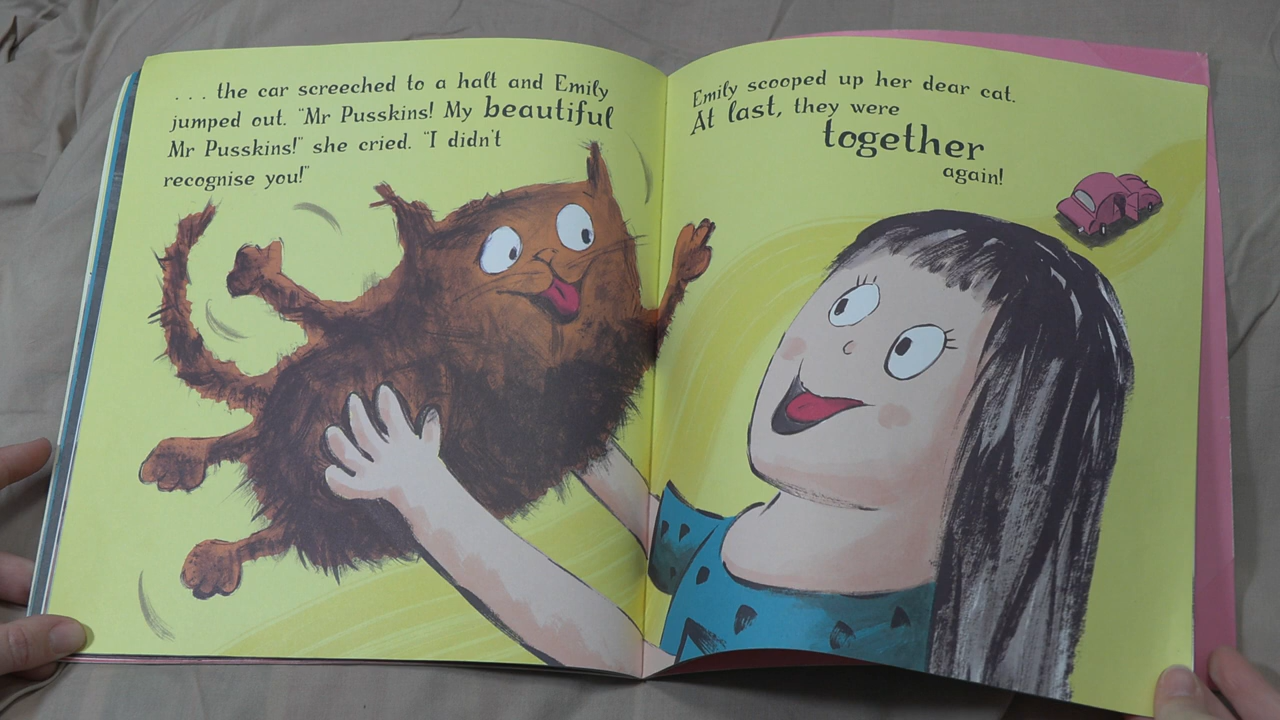 . . . the car screeched to a halt and Emily
jumped out. "Mr Pusskins! My beautiful
Mr Pusskins!" she cried. "I didn't
recognise you!"
Emily scooped up her dear cat.
At last, they were
together
again!